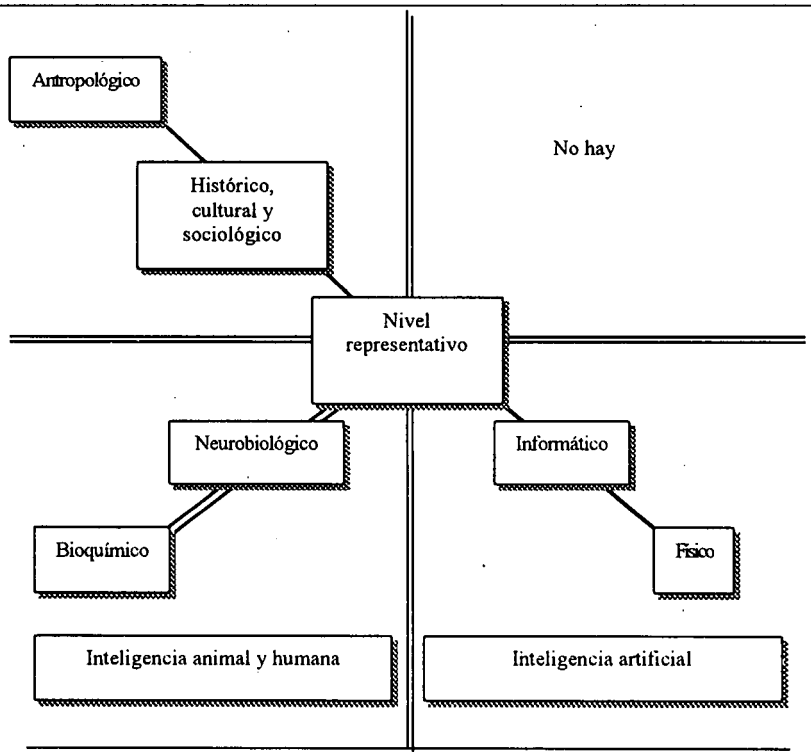 Antropológico
No hay
Histórico,
cultural y
sociológico
Nivel
representativo
Neurobiológico
Informático
Bioquímico
Físico
Inteligencia animal y humana
Inteligencia artificial